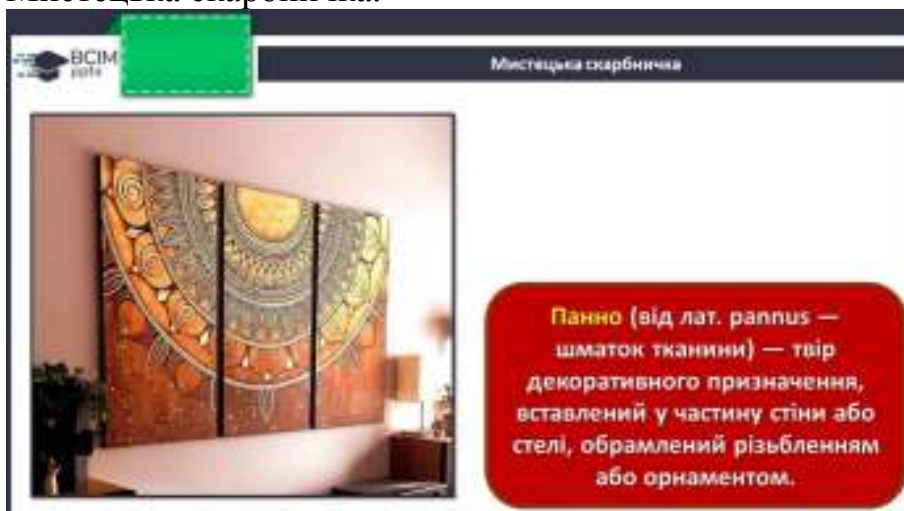 Мистецька скарбничка.
ВСІМ
pptx
Мистецька скарбничка
Панно (від лат. pannus —
шматок тканини) — твір
декоративного призначення,
вставлений у частину стіни або
стелі, обрамлений різьбленням
або орнаментом.